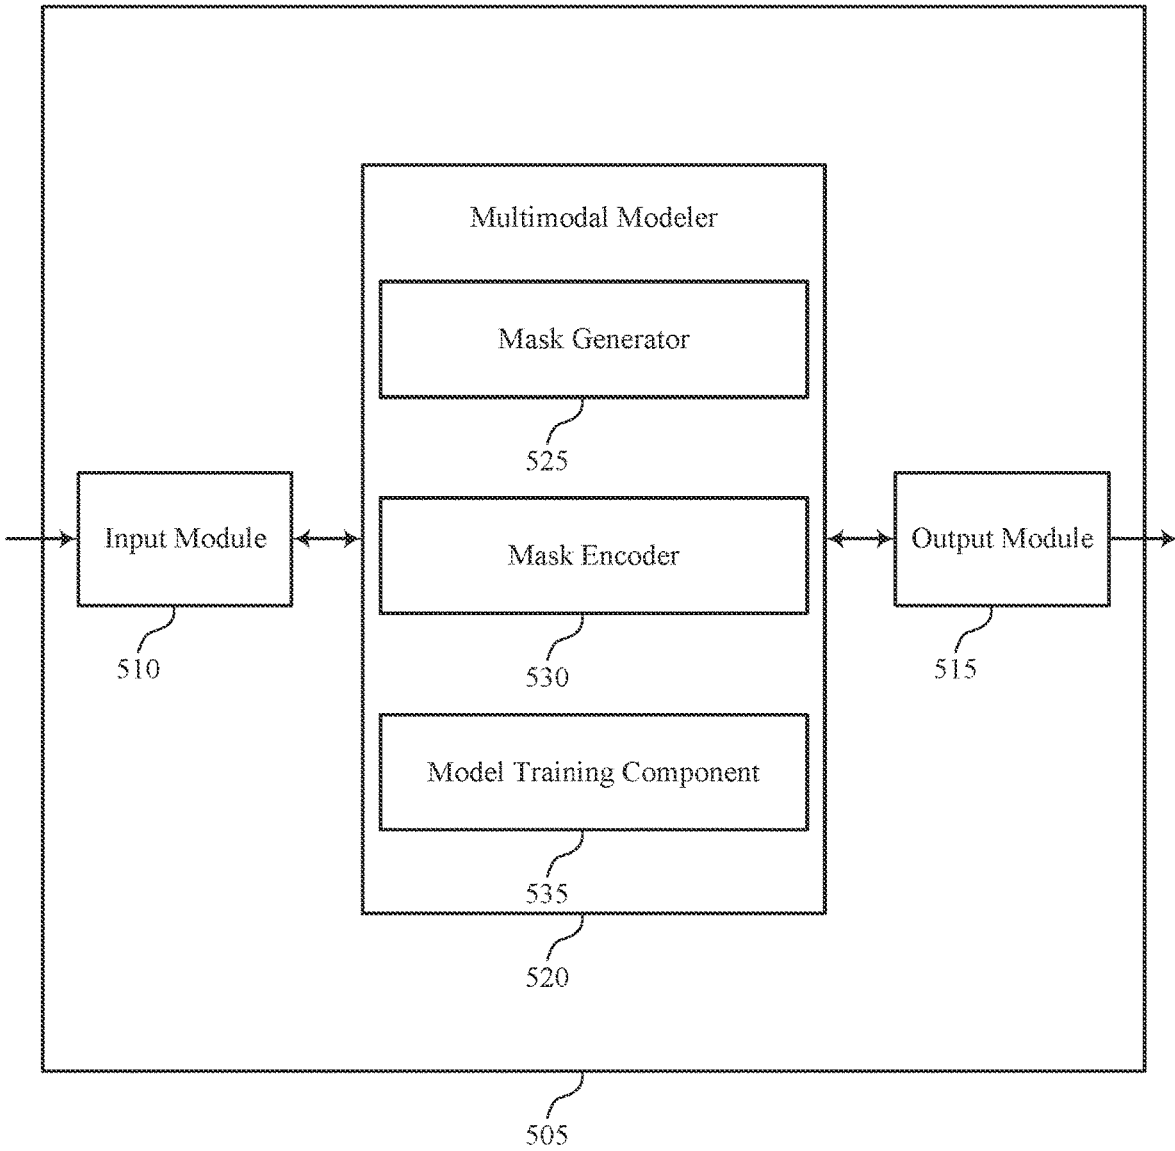 Multimodal Modeler
Mask Generator
525
Input Module
510
Mask Encoder
530
Output Module
515
Model Training Component
535
520
505